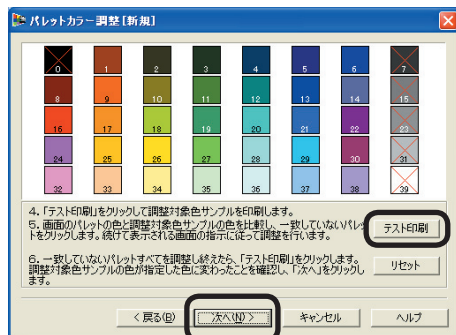 パレットカラー調整[新規]
0 1 2 3 4 5 6 7
8 9 10 11 12 13 14 15
16 17 18 19 20 21 22 23
24 25 26 27 28 29 30 31
32 33 34 35 36 37 38 39
4.「テスト印刷」をクリックして調整対象色サンプルを印刷します。
5. 画面のパレットの色と調整対象色サンプルの色を比較し、一致していないパレッ
トをクリックします。続けて表示される画面の指示に従って調整を行います。
テスト印刷
6. 一致していないパレットすべてを調整し終えたら、「テスト印刷」をクリックします。
調整対象色サンプルの色が指定した色に変わったことを確認し、「次へ」をクリックし
ます。
リセット
< 戻る(B) 次へ(N) > キャンセル ヘルプ